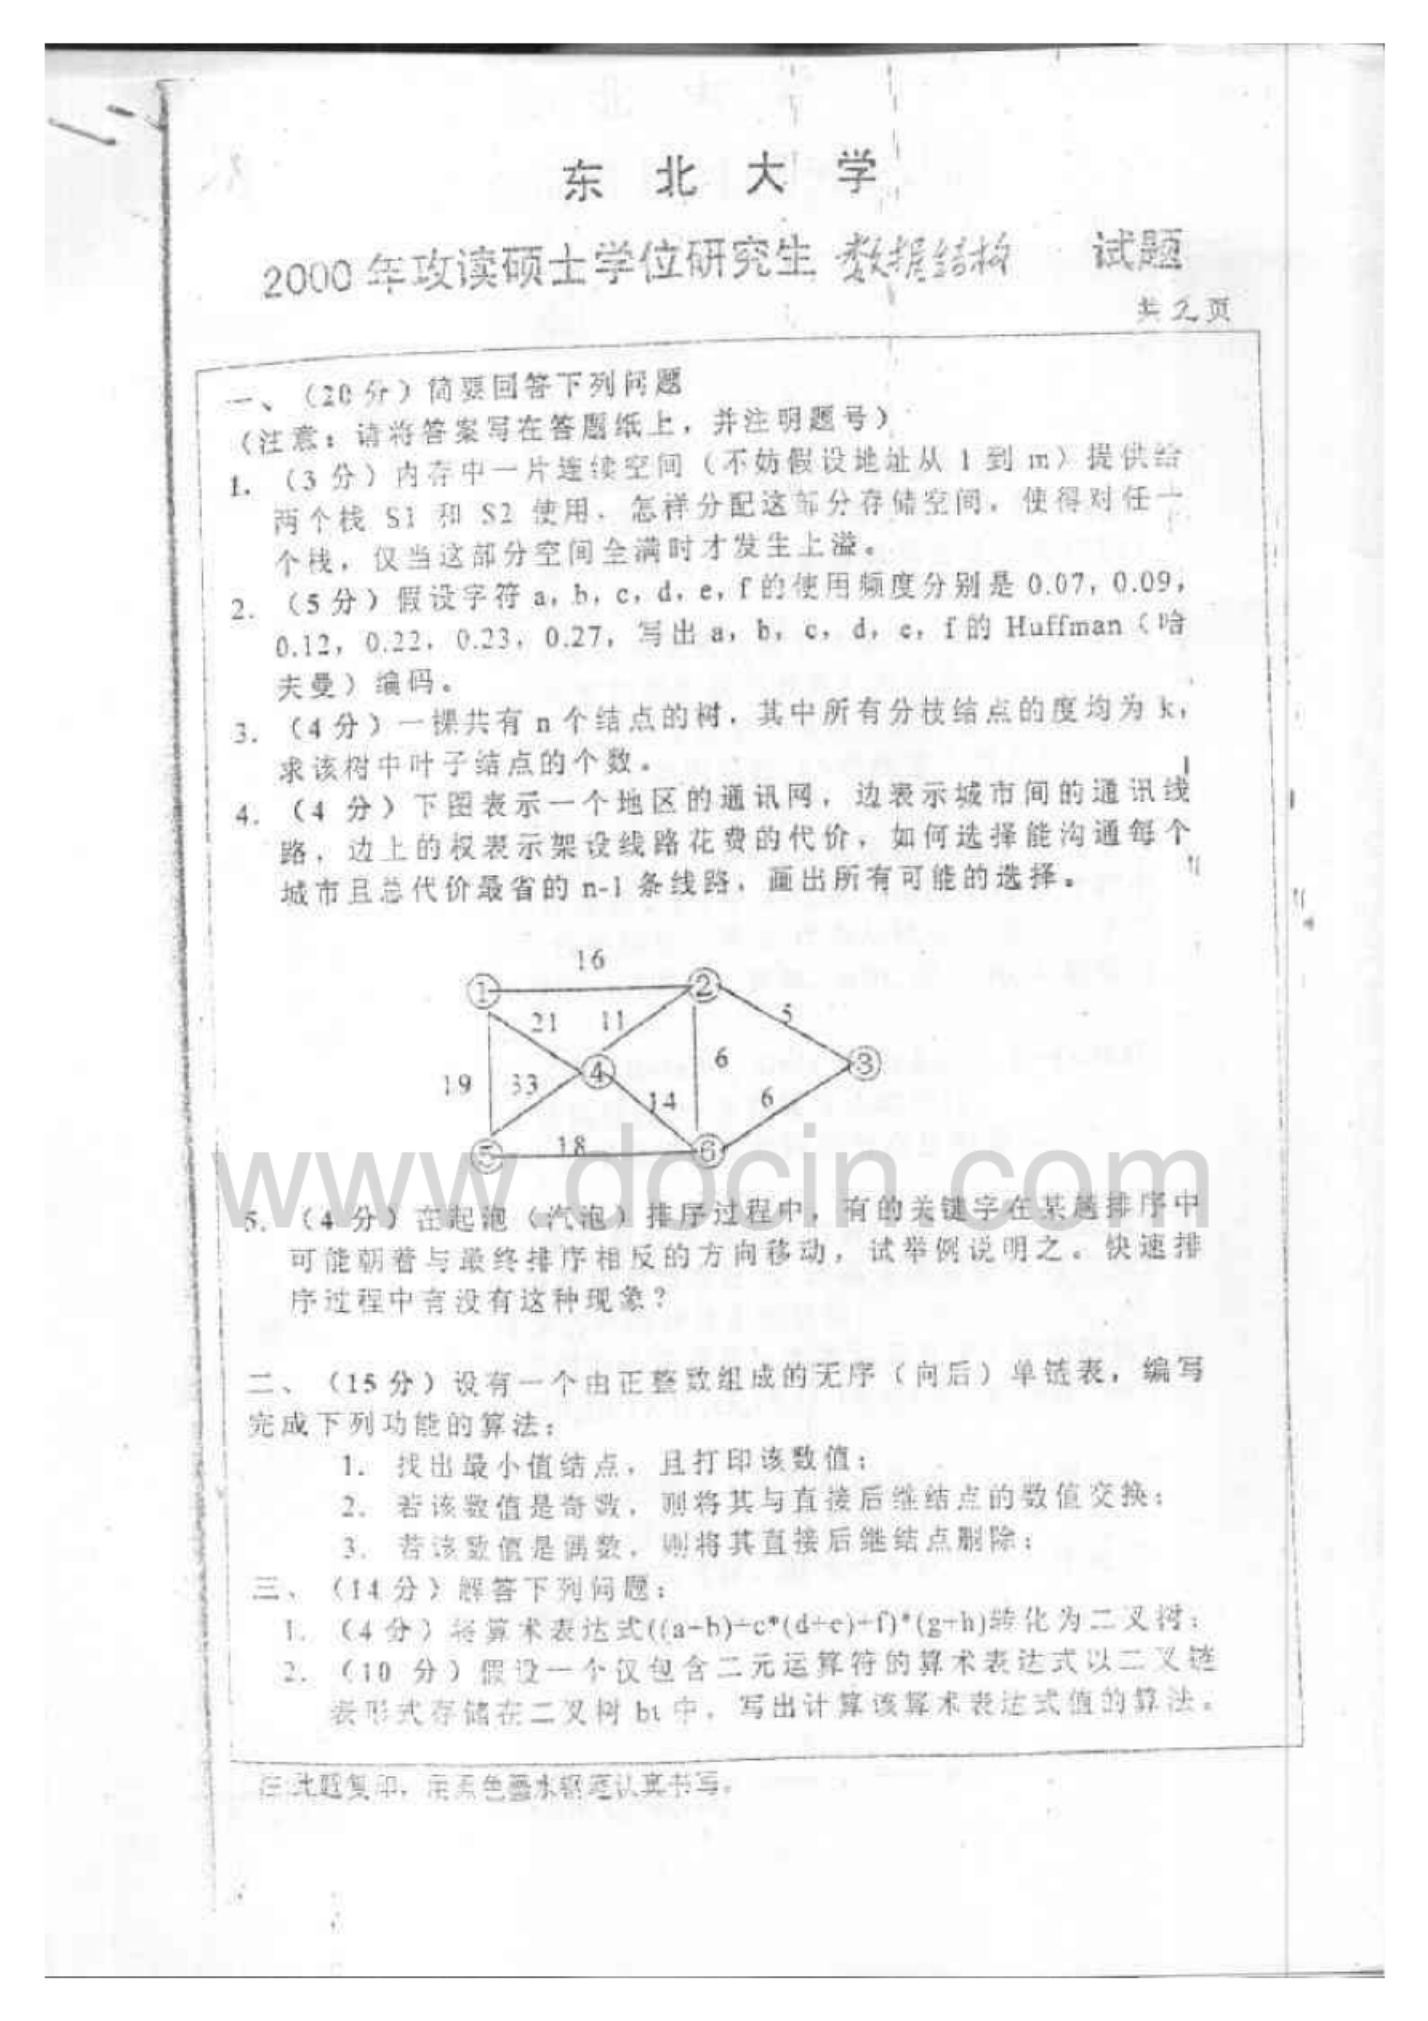 东北大学
2000年攻读硕士学位研究生 数据结构 试题
共2页
一、（20分）简要回答下列问题
（注意：请将答案写在答题纸上，并注明题号）
1. （3分）内存中一片连续空间（不妨假设地址从1到m）提供给
两个栈 S1 和 S2 使用，怎样分配这部分存储空间，使得对任一
个栈，仅当这部分空间全满时才发生上溢。
2. （5分）假设字符a，b，c，d，e，f的使用频度分别是0.07，0.09，
0.12，0.22，0.23，0.27，写出a，b，c，d，e，f的Huffman（哈
夫曼）编码。
3. （4分）一棵共有n个结点的树，其中所有分枝结点的度均为k，
求该树中叶子结点的个数。
4. （4分）下图表示一个地区的通讯网，边表示城市间的通讯线
路，边上的权表示架设线路花费的代价，如何选择能沟通每个
城市且总代价最省的n-1条线路，画出所有可能的选择。
16
① ②
21 11 5
19 33 ④ 6 ③
14 6
⑤ 18 ⑥
www.docin.com
5. （4分）在起泡（汽泡）排序过程中，有的关键字在某趟排序中
可能朝着与最终排序相反的方向移动，试举例说明之。快速排
序过程中有没有这种现象？
二、（15分）设有一个由正整数组成的无序（向后）单链表，编写
完成下列功能的算法：
1. 找出最小值结点，且打印该数值；
2. 若该数值是奇数，则将其与直接后继结点的数值交换；
3. 若该数值是偶数，则将其直接后继结点删除；
三、（14分）解答下列问题：
1. （4分）将算术表达式((a+b)+c*(d+e)+f)*(g+h)转化为二叉树；
2. （10分）假设一个仅包含二元运算符的算术表达式以二叉链
表形式存储在二叉树bt中，写出计算该算术表达式值的算法。